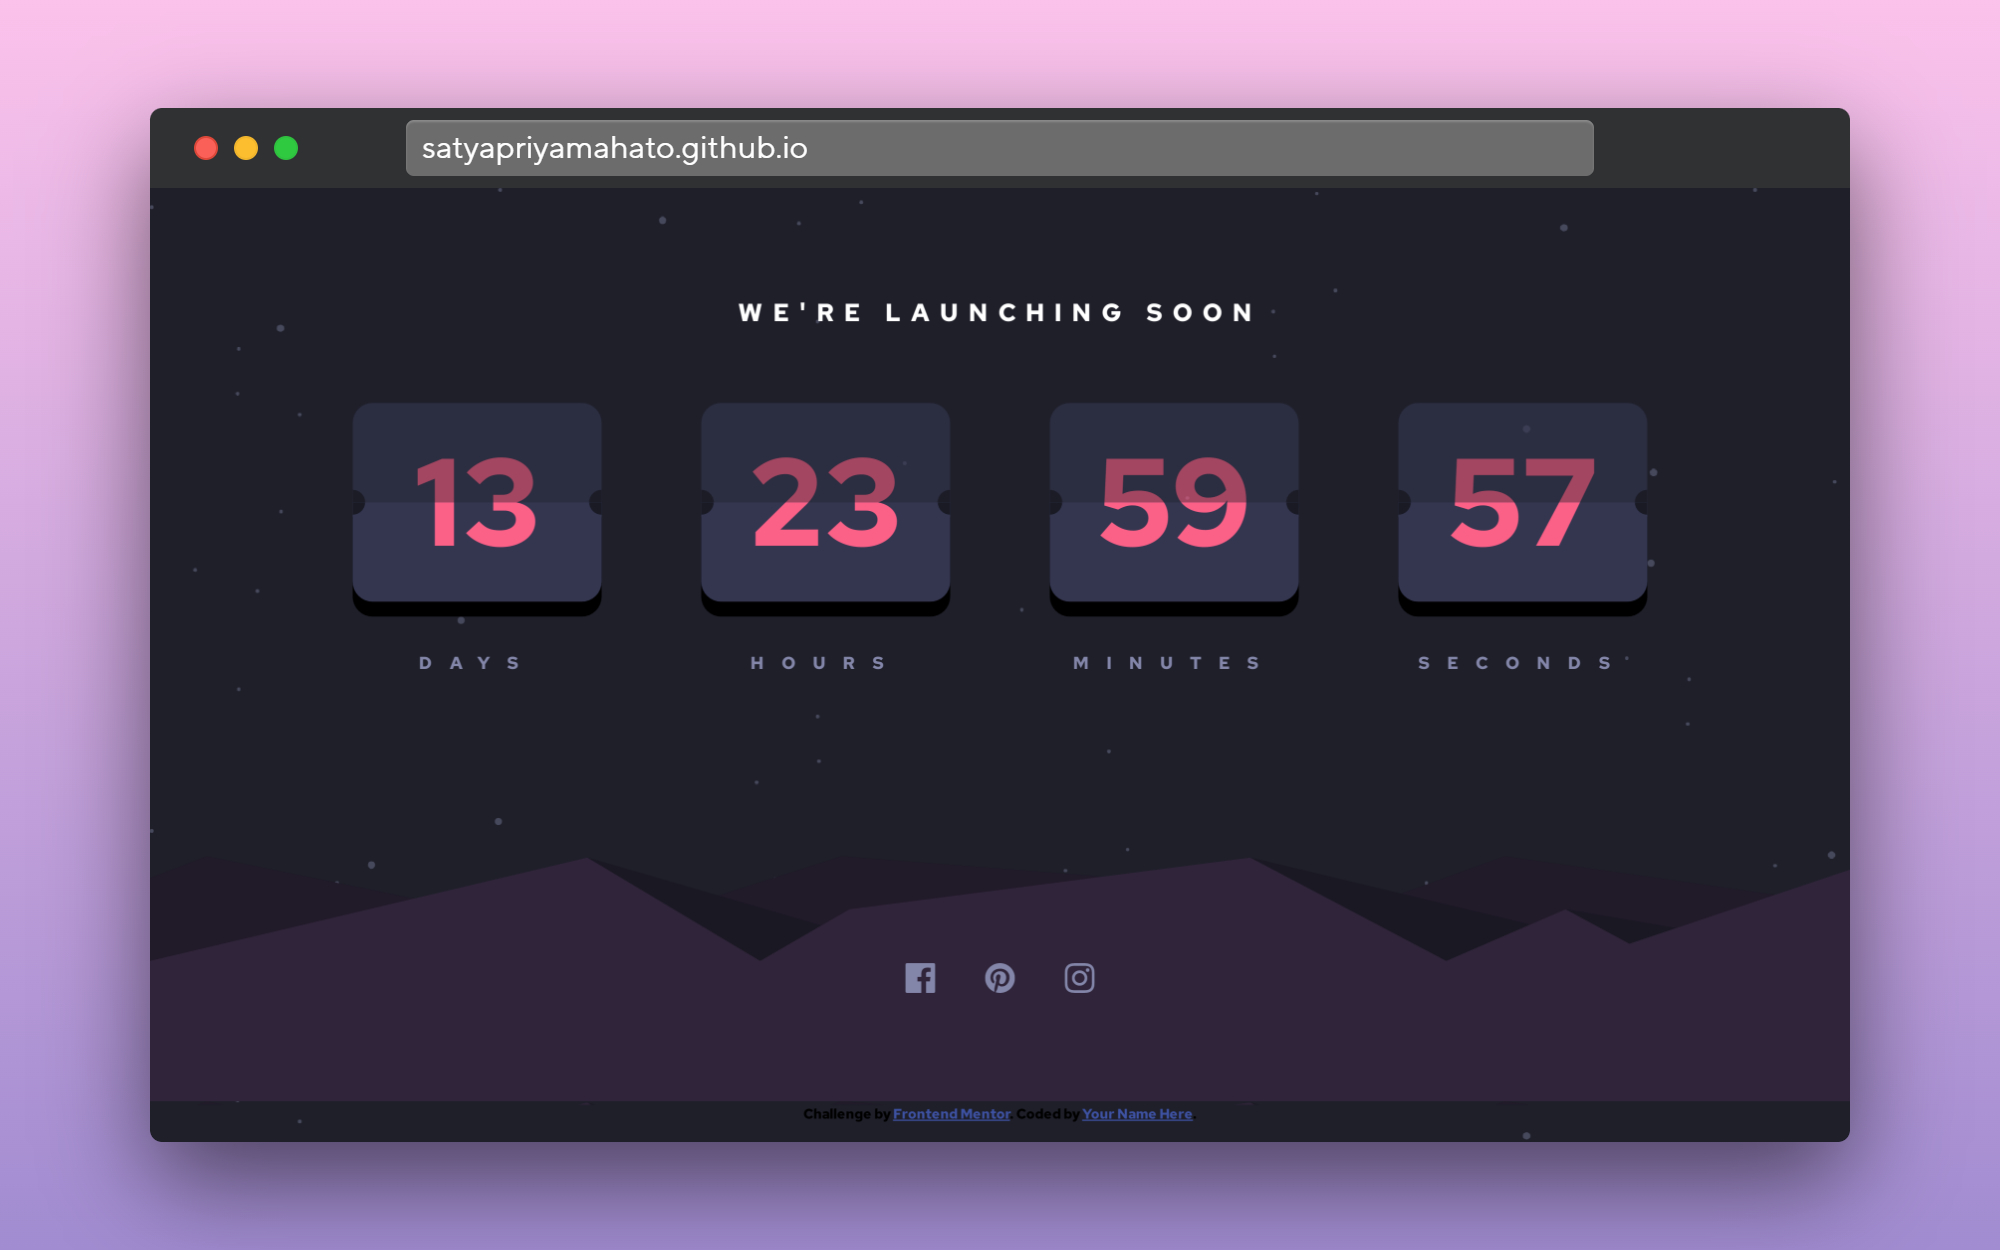 satyapriyamahato.github.io
WE'RE LAUNCHING SOON
13 23 59 57
DAYS HOURS MINUTES SECONDS
Challenge by Frontend Mentor. Coded by Your Name Here.